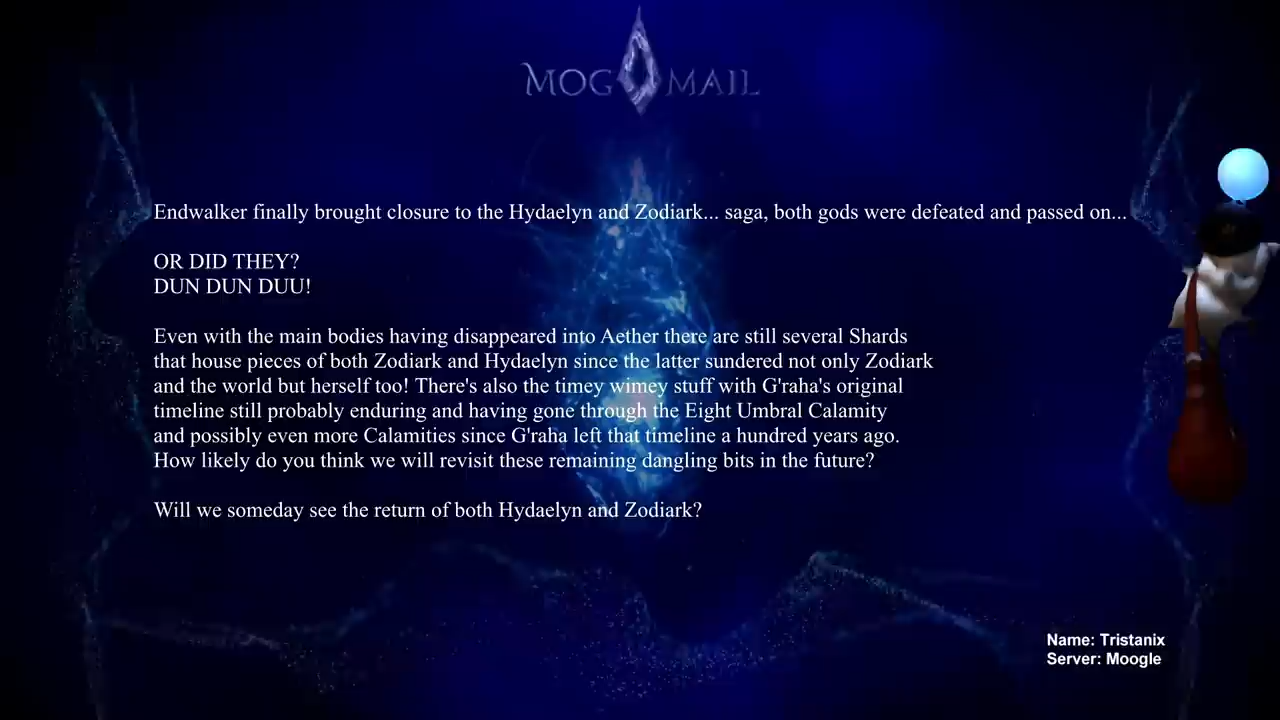 MOG MAIL
Endwalker finally brought closure to the Hydaelyn and Zodiark... saga, both gods were defeated and passed on...
OR DID THEY?
DUN DUN DUU!
Even with the main bodies having disappeared into Aether there are still several Shards
that house pieces of both Zodiark and Hydaelyn since the latter sundered not only Zodiark
and the world but herself too! There's also the timey wimey stuff with G'raha's original
timeline still probably enduring and having gone through the Eight Umbral Calamity
and possibly even more Calamities since G'raha left that timeline a hundred years ago.
How likely do you think we will revisit these remaining dangling bits in the future?
Will we someday see the return of both Hydaelyn and Zodiark?
Name: Tristanix
Server: Moogle